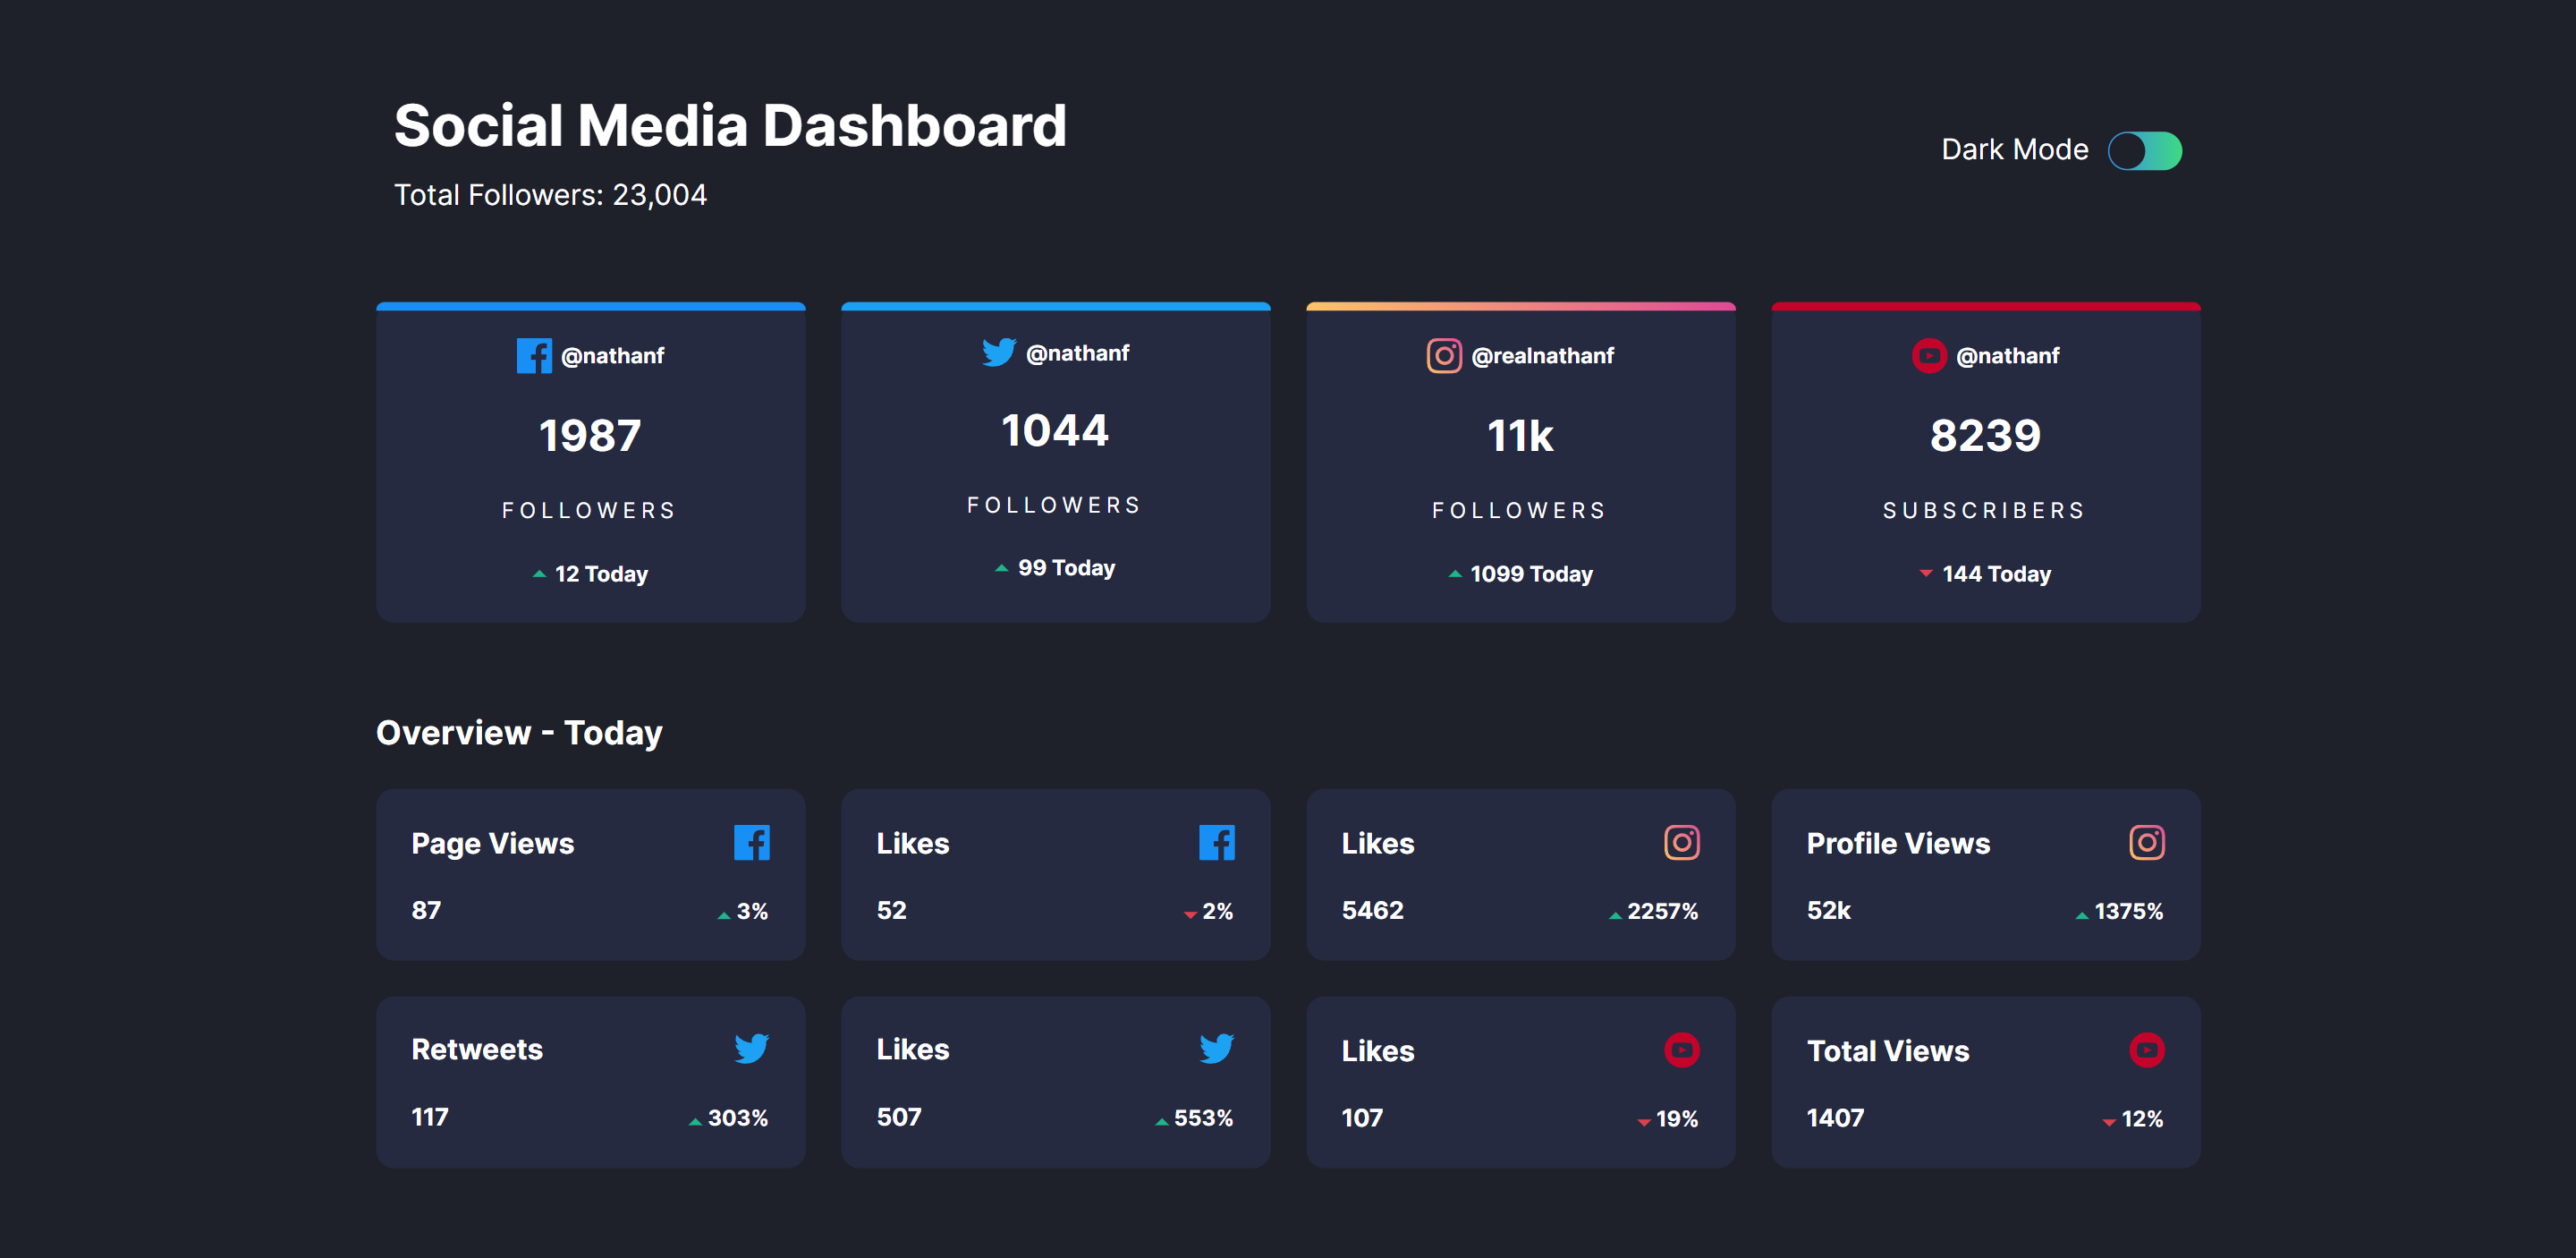 Social Media Dashboard
Total Followers: 23,004
Dark Mode
@nathanf
1987
FOLLOWERS
12 Today
@nathanf
1044
FOLLOWERS
99 Today
@realnathanf
11k
FOLLOWERS
1099 Today
@nathanf
8239
SUBSCRIBERS
144 Today
Overview - Today
Page Views
87
3%
Likes
52
2%
Likes
5462
2257%
Profile Views
52k
1375%
Retweets
117
303%
Likes
507
553%
Likes
107
19%
Total Views
1407
12%